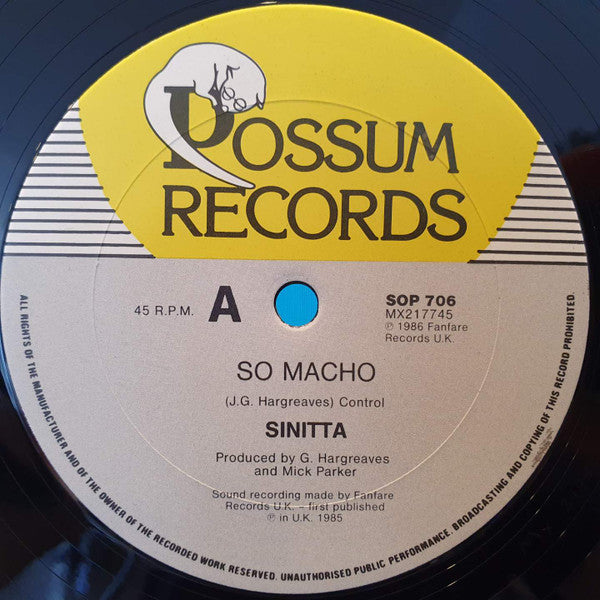 POSSUM
RECORDS
45 R.P.M. A
SOP 706
MX217745
℗ 1986 Fanfare
Records U.K.
SO MACHO
(J.G. Hargreaves) Control
SINITTA
Produced by G. Hargreaves
and Mick Parker
Sound recording made by Fanfare
Records U.K. – first published
℗ in U.K. 1985
ALL RIGHTS OF THE MANUFACTURER AND OF THE OWNER OF THE RECORDED WORK RESERVED. UNAUTHORISED PUBLIC PERFORMANCE, BROADCASTING AND COPYING OF THIS RECORD PROHIBITED.